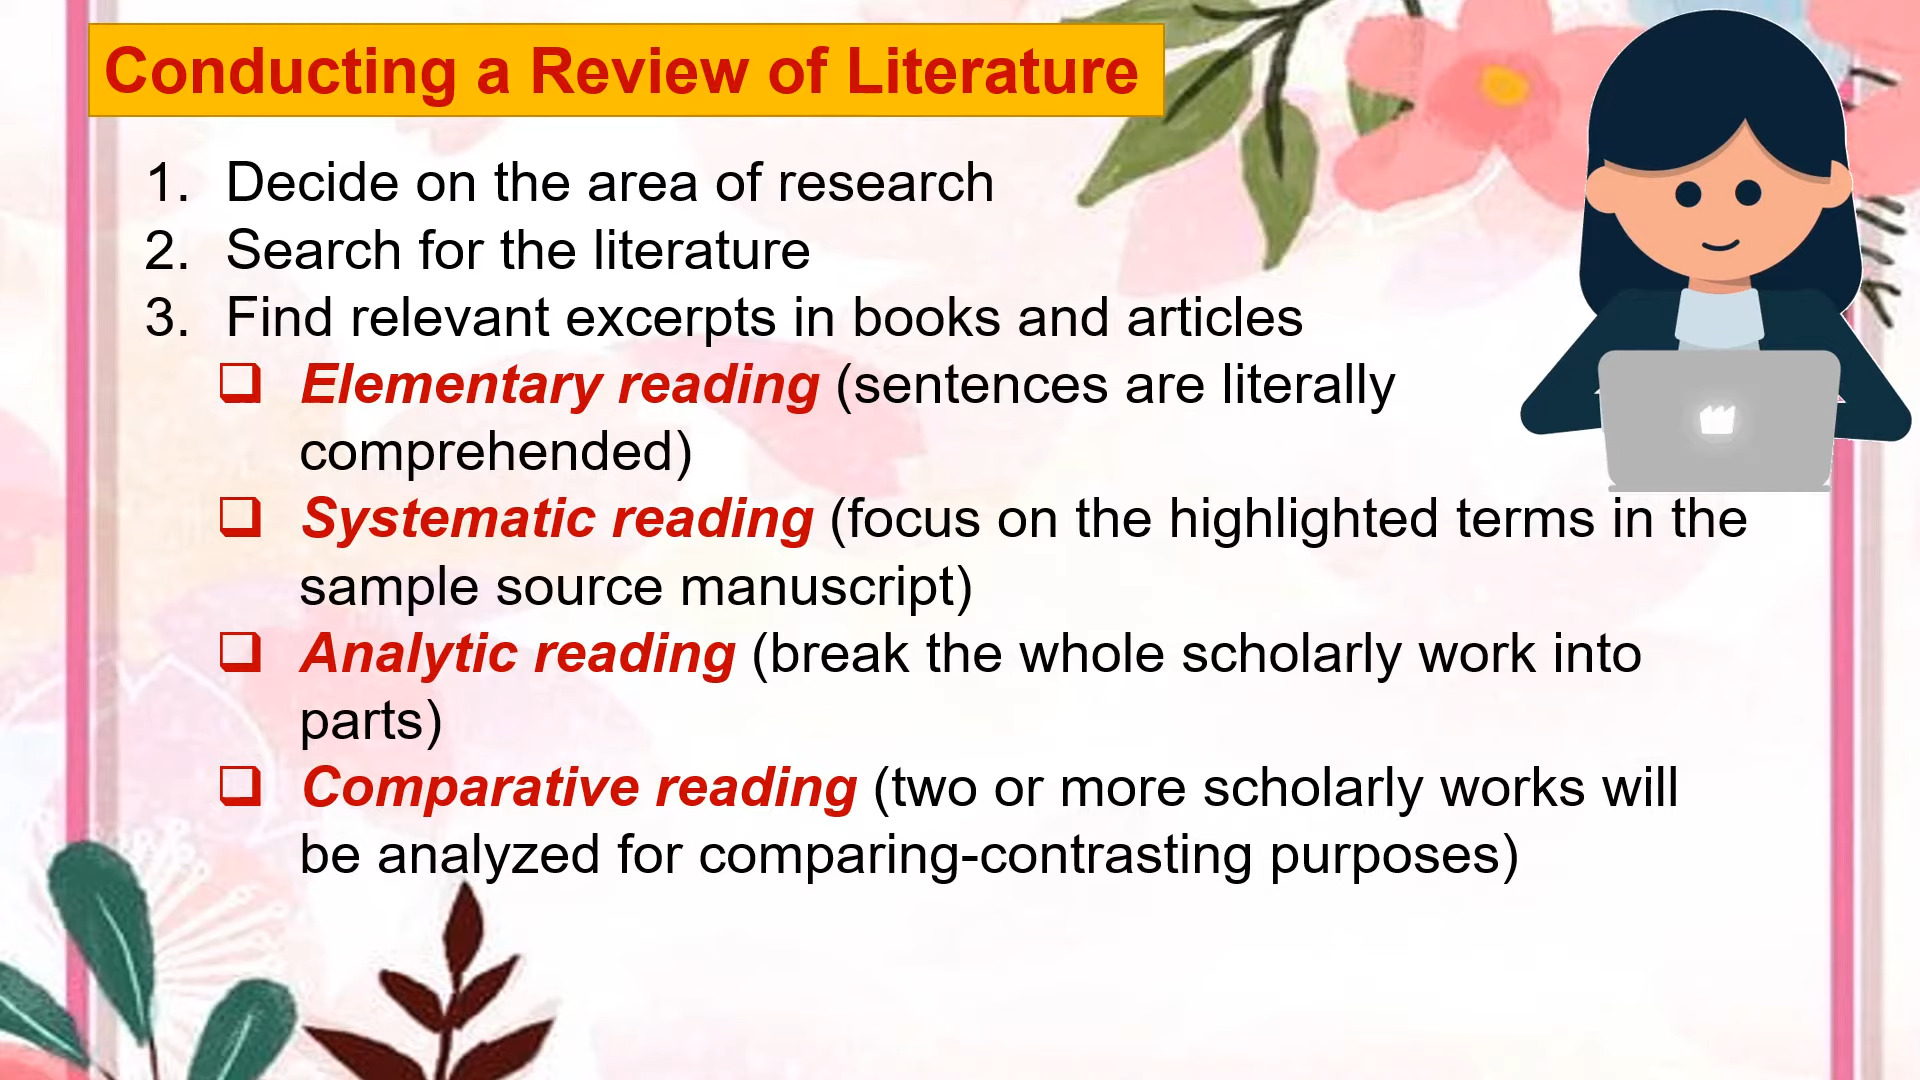 Conducting a Review of Literature
1. Decide on the area of research
2. Search for the literature
3. Find relevant excerpts in books and articles
❑ Elementary reading (sentences are literally
comprehended)
❑ Systematic reading (focus on the highlighted terms in the
sample source manuscript)
❑ Analytic reading (break the whole scholarly work into
parts)
❑ Comparative reading (two or more scholarly works will
be analyzed for comparing-contrasting purposes)